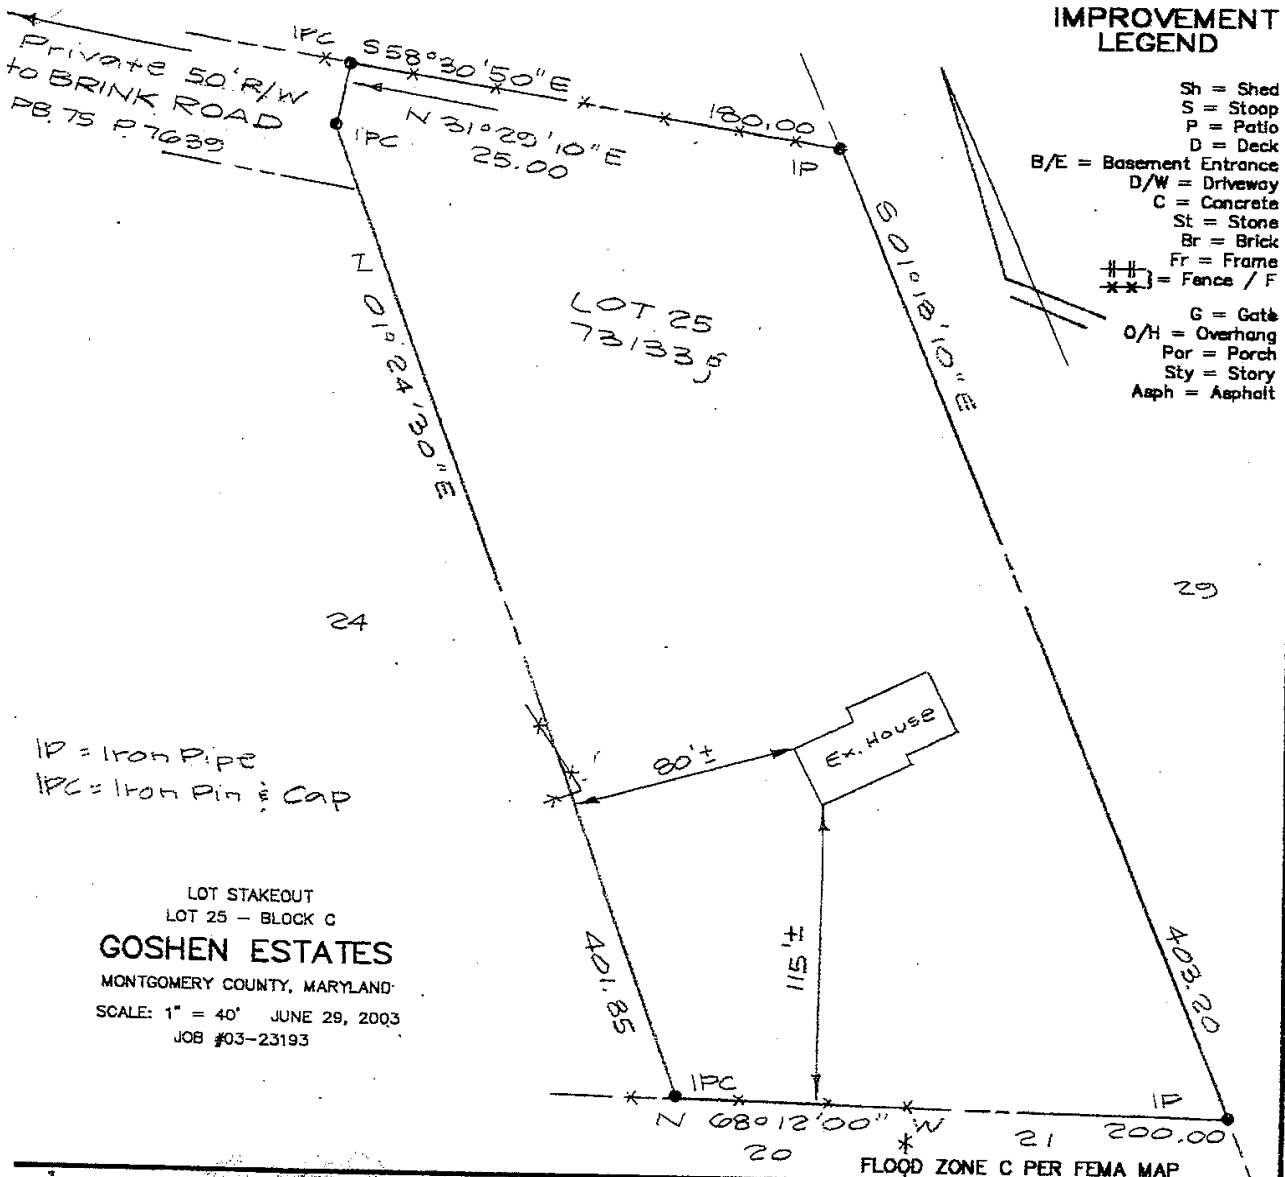 IMPROVEMENT
LEGEND
Sh = Shed
S = Stoop
P = Patio
D = Deck
B/E = Basement Entrance
D/W = Driveway
C = Concrete
St = Stone
Br = Brick
Fr = Frame
= Fence / F
G = Gate
O/H = Overhang
Por = Porch
Sty = Story
Asph = Asphalt
Private 50' R/W
to BRINK ROAD
PB. 75 P. 7639
IPC
S 58° 30' 50" E
180.00
IP
IPC
N 31° 29' 10" E
25.00
S 01° 18' 10" E
403.20
N 01° 24' 30" E
401.85
LOT 25
73133
24
29
Ex. House
80'±
115'±
IP = Iron Pipe
IPC = Iron Pin & Cap
LOT STAKEOUT
LOT 25 - BLOCK C
GOSHEN ESTATES
MONTGOMERY COUNTY, MARYLAND
SCALE: 1" = 40' JUNE 29, 2003
JOB #03-23193
IPC
IP
N 68° 12' 00" W
200.00
20
21
FLOOD ZONE C PER FEMA MAP